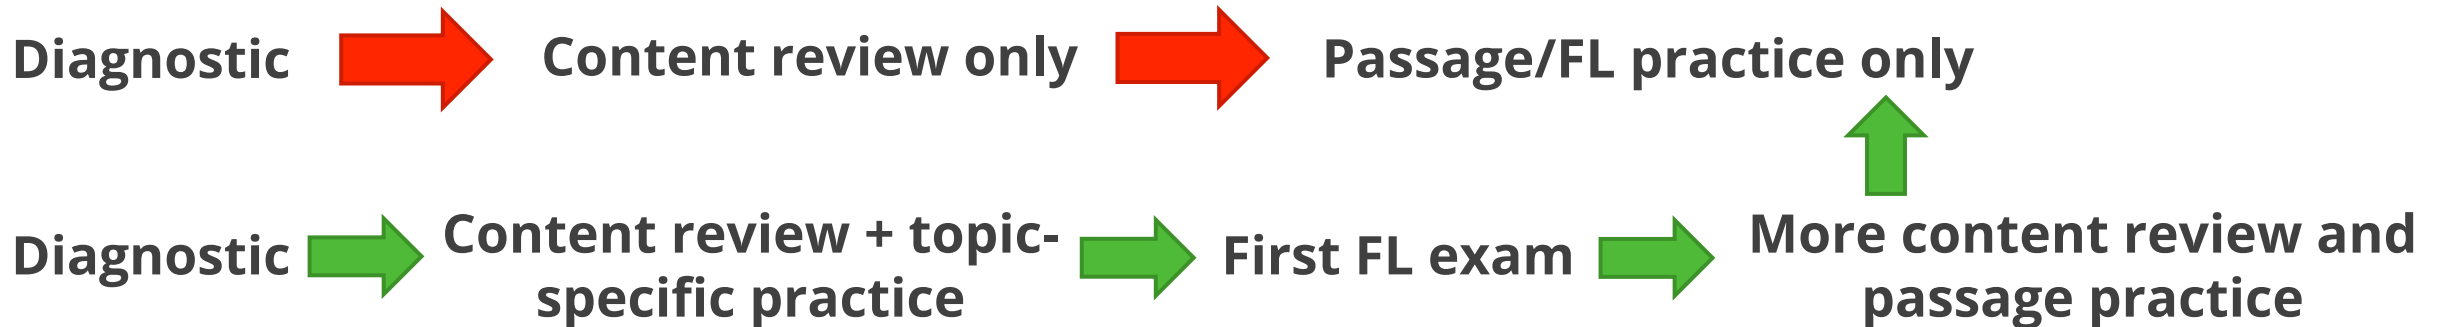 Diagnostic
Content review only
Passage/FL practice only
Diagnostic
Content review + topic-
specific practice
First FL exam
More content review and
passage practice